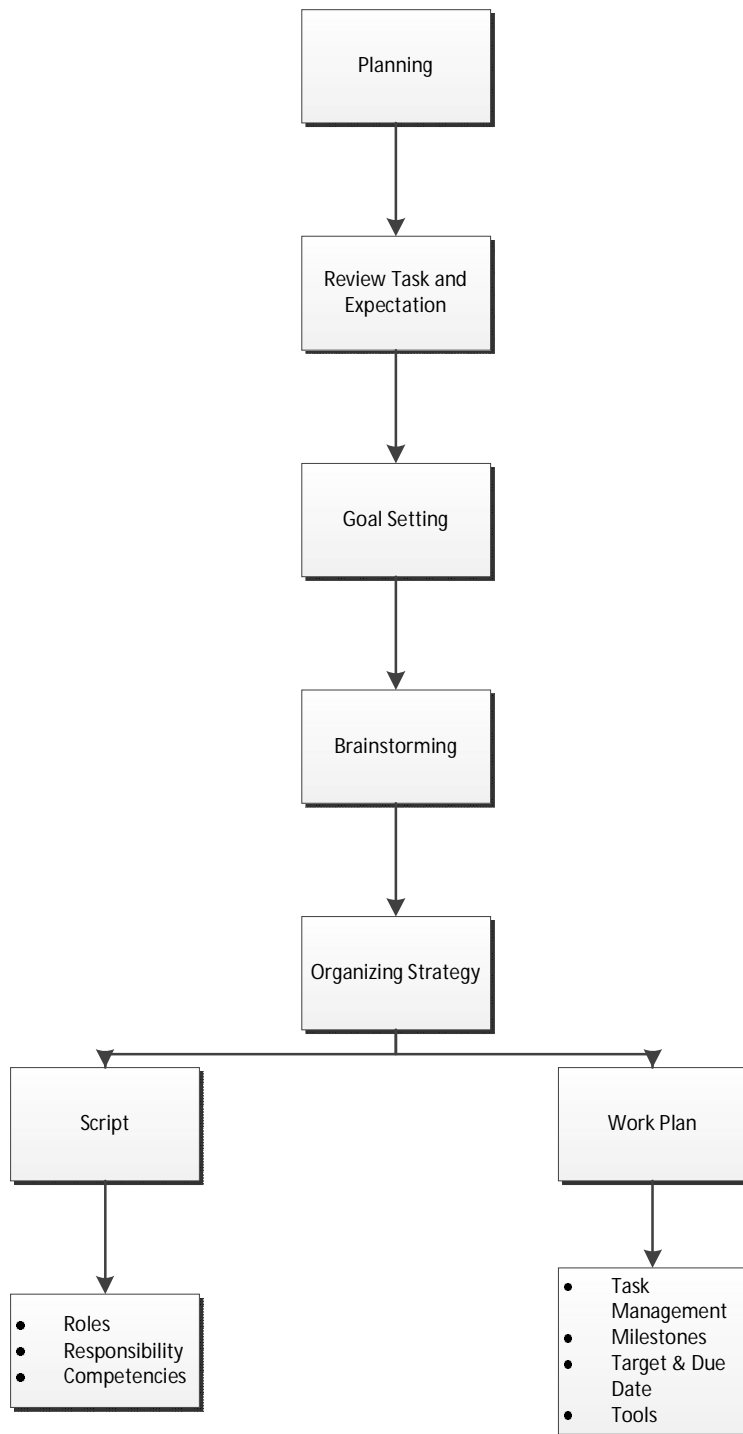 Planning
Review Task and
Expectation
Goal Setting
Brainstorming
Organizing Strategy
Script
Work Plan
● Roles
● Responsibility
● Competencies
● Task
Management
● Milestones
● Target & Due
Date
● Tools